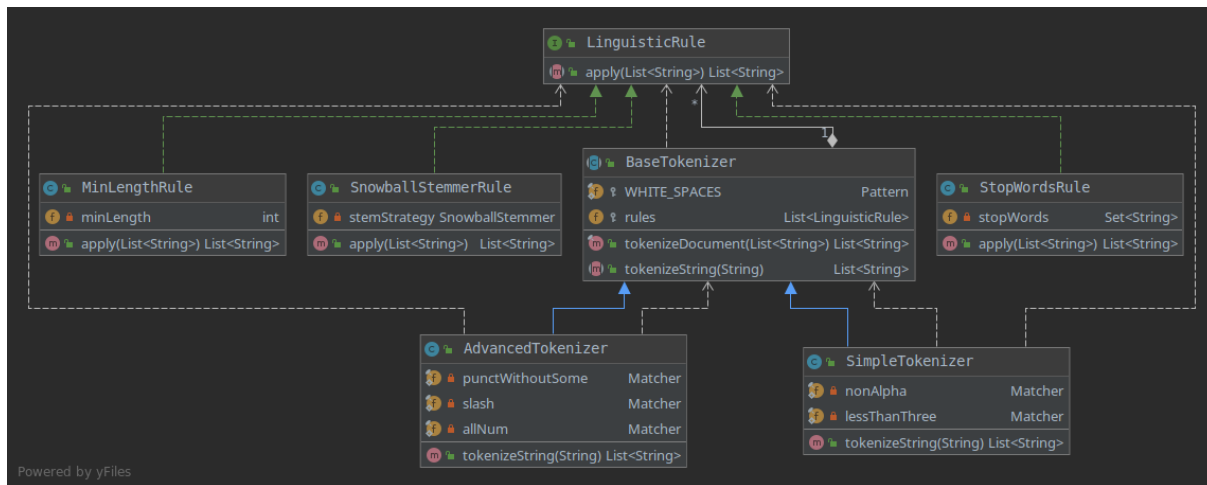 LinguisticRule
apply(List<String>) List<String>
*
1
BaseTokenizer
WHITE_SPACES Pattern
rules List<LinguisticRule>
tokenizeDocument(List<String>) List<String>
tokenizeString(String) List<String>
MinLengthRule
minLength int
apply(List<String>) List<String>
SnowballStemmerRule
stemStrategy SnowballStemmer
apply(List<String>) List<String>
StopWordsRule
stopWords Set<String>
apply(List<String>) List<String>
AdvancedTokenizer
punctWithoutSome Matcher
slash Matcher
allNum Matcher
tokenizeString(String) List<String>
SimpleTokenizer
nonAlpha Matcher
lessThanThree Matcher
tokenizeString(String) List<String>
Powered by yFiles